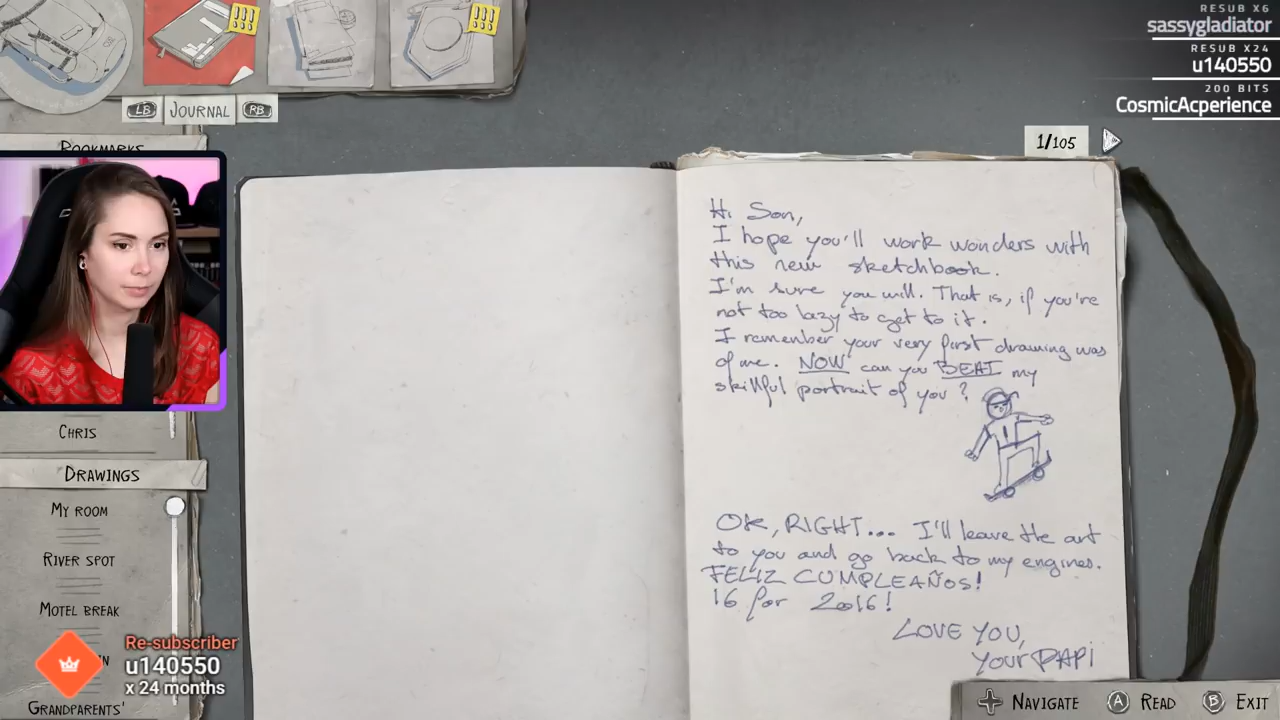 RESUB X6
sassygladiator
RESUB X24
u140550
200 BITS
CosmicAcperience
LB
JOURNAL
RB
1/105
BOOKMARKS
Hi Son,
I hope you'll work wonders with
this new sketchbook.
I'm sure you will. That is, if you're
not too lazy to get to it.
I remember your very first drawing was
of me. NOW can you BEAT my
skillful portrait of you?
OK, RIGHT... I'll leave the art
to you and go back to my engines.
FELIZ CUMPLEAÑOS!
16 for 2016!
LOVE YOU,
Your PAPI
CHRIS
DRAWINGS
MY ROOM
RIVER SPOT
MOTEL BREAK
GRANDPARENTS'
Re-subscriber
u140550
x 24 months
NAVIGATE
A READ
B EXIT